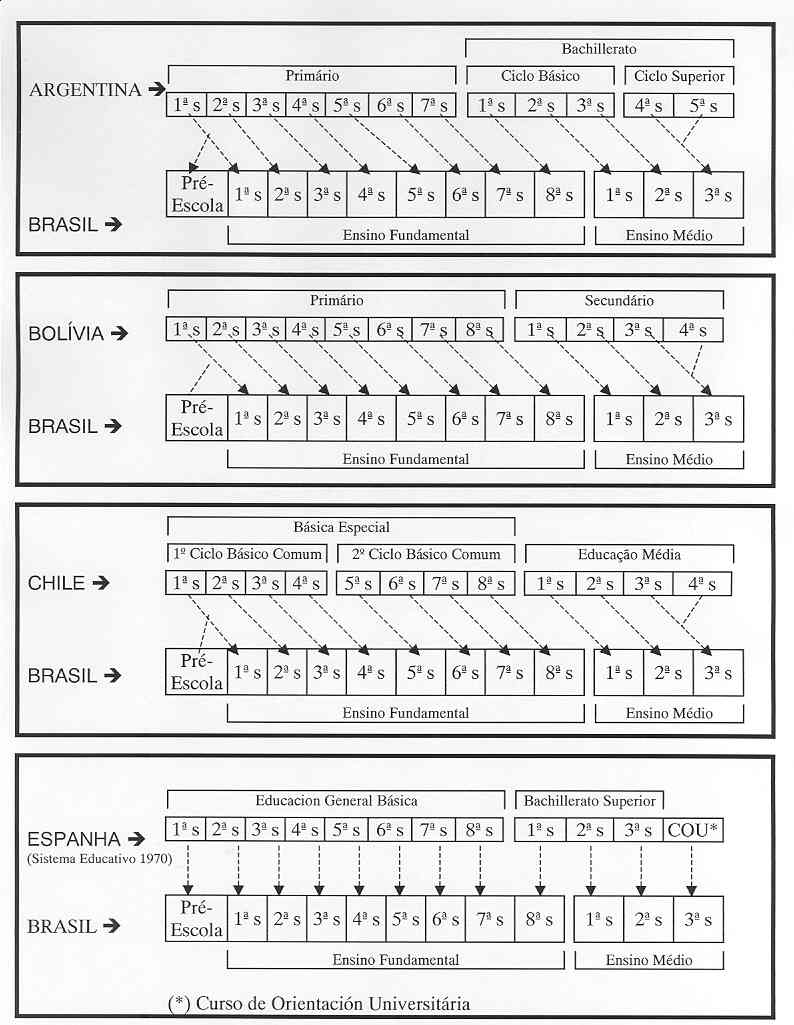 Bachillerato
Primário Ciclo Básico Ciclo Superior
ARGENTINA ➔
1ª s 2ª s 3ª s 4ª s 5ª s 6ª s 7ª s 1ª s 2ª s 3ª s 4ª s 5ª s
Pré-
Escola 1ª s 2ª s 3ª s 4ª s 5ª s 6ª s 7ª s 8ª s 1ª s 2ª s 3ª s
BRASIL ➔
Ensino Fundamental Ensino Médio
Primário Secundário
BOLÍVIA ➔ 1ª s 2ª s 3ª s 4ª s 5ª s 6ª s 7ª s 8ª s 1ª s 2ª s 3ª s 4ª s
Pré-
Escola 1ª s 2ª s 3ª s 4ª s 5ª s 6ª s 7ª s 8ª s 1ª s 2ª s 3ª s
BRASIL ➔
Ensino Fundamental Ensino Médio
Básica Especial
1º Ciclo Básico Comum 2º Ciclo Básico Comum Educação Média
CHILE ➔ 1ª s 2ª s 3ª s 4ª s 5ª s 6ª s 7ª s 8ª s 1ª s 2ª s 3ª s 4ª s
Pré-
Escola 1ª s 2ª s 3ª s 4ª s 5ª s 6ª s 7ª s 8ª s 1ª s 2ª s 3ª s
BRASIL ➔
Ensino Fundamental Ensino Médio
Educacion General Básica Bachillerato Superior
ESPANHA ➔ 1ª s 2ª s 3ª s 4ª s 5ª s 6ª s 7ª s 8ª s 1ª s 2ª s 3ª s COU*
(Sistema Educativo 1970)
Pré-
Escola 1ª s 2ª s 3ª s 4ª s 5ª s 6ª s 7ª s 8ª s 1ª s 2ª s 3ª s
BRASIL ➔
Ensino Fundamental Ensino Médio
(*) Curso de Orientación Universitária